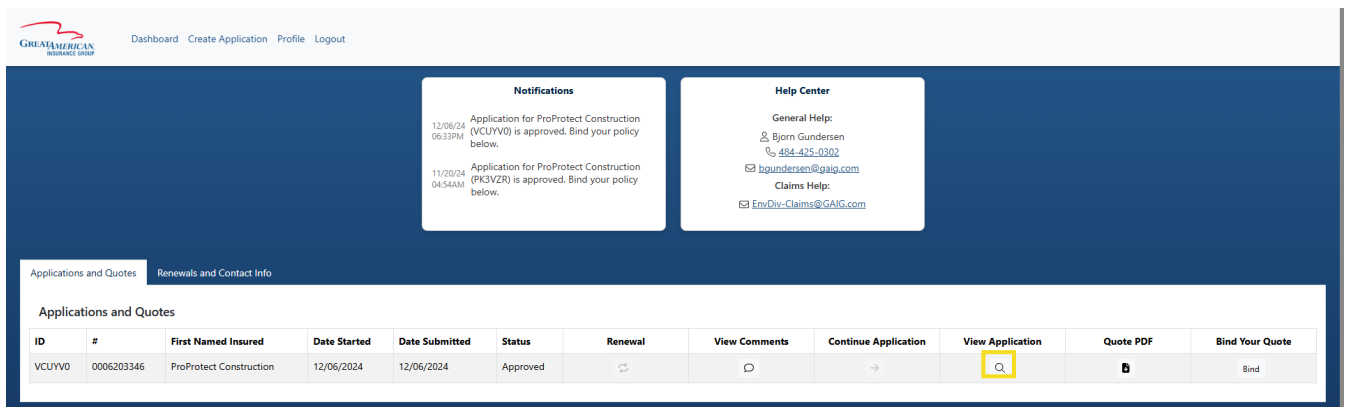 GREAT AMERICAN
INSURANCE GROUP
Dashboard Create Application Profile Logout
Notifications
12/06/24 06:33PM
Application for ProProtect Construction
(VCUYV0) is approved. Bind your policy
below.
11/20/24 04:54AM
Application for ProProtect Construction
(PK3VZR) is approved. Bind your policy
below.
Help Center
General Help:
Bjorn Gundersen
484-425-0302
bgundersen@gaig.com
Claims Help:
EnvDiv-Claims@GAIG.com
Applications and Quotes Renewals and Contact Info
Applications and Quotes
ID # First Named Insured Date Started Date Submitted Status Renewal View Comments Continue Application View Application Quote PDF Bind Your Quote
VCUYV0 0006203346 ProProtect Construction 12/06/2024 12/06/2024 Approved Bind